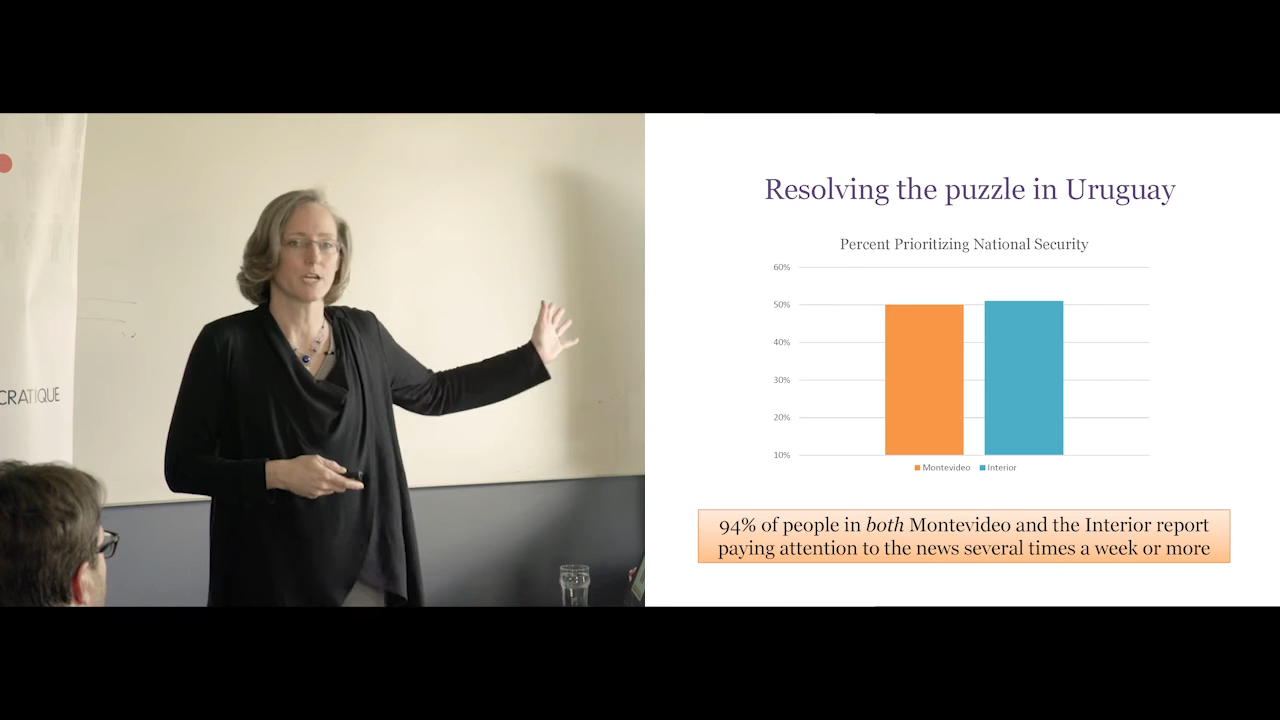 CRATIQUE
Resolving the puzzle in Uruguay
Percent Prioritizing National Security
60%
50%
40%
30%
20%
10%
Montevideo Interior
94% of people in both Montevideo and the Interior report
paying attention to the news several times a week or more